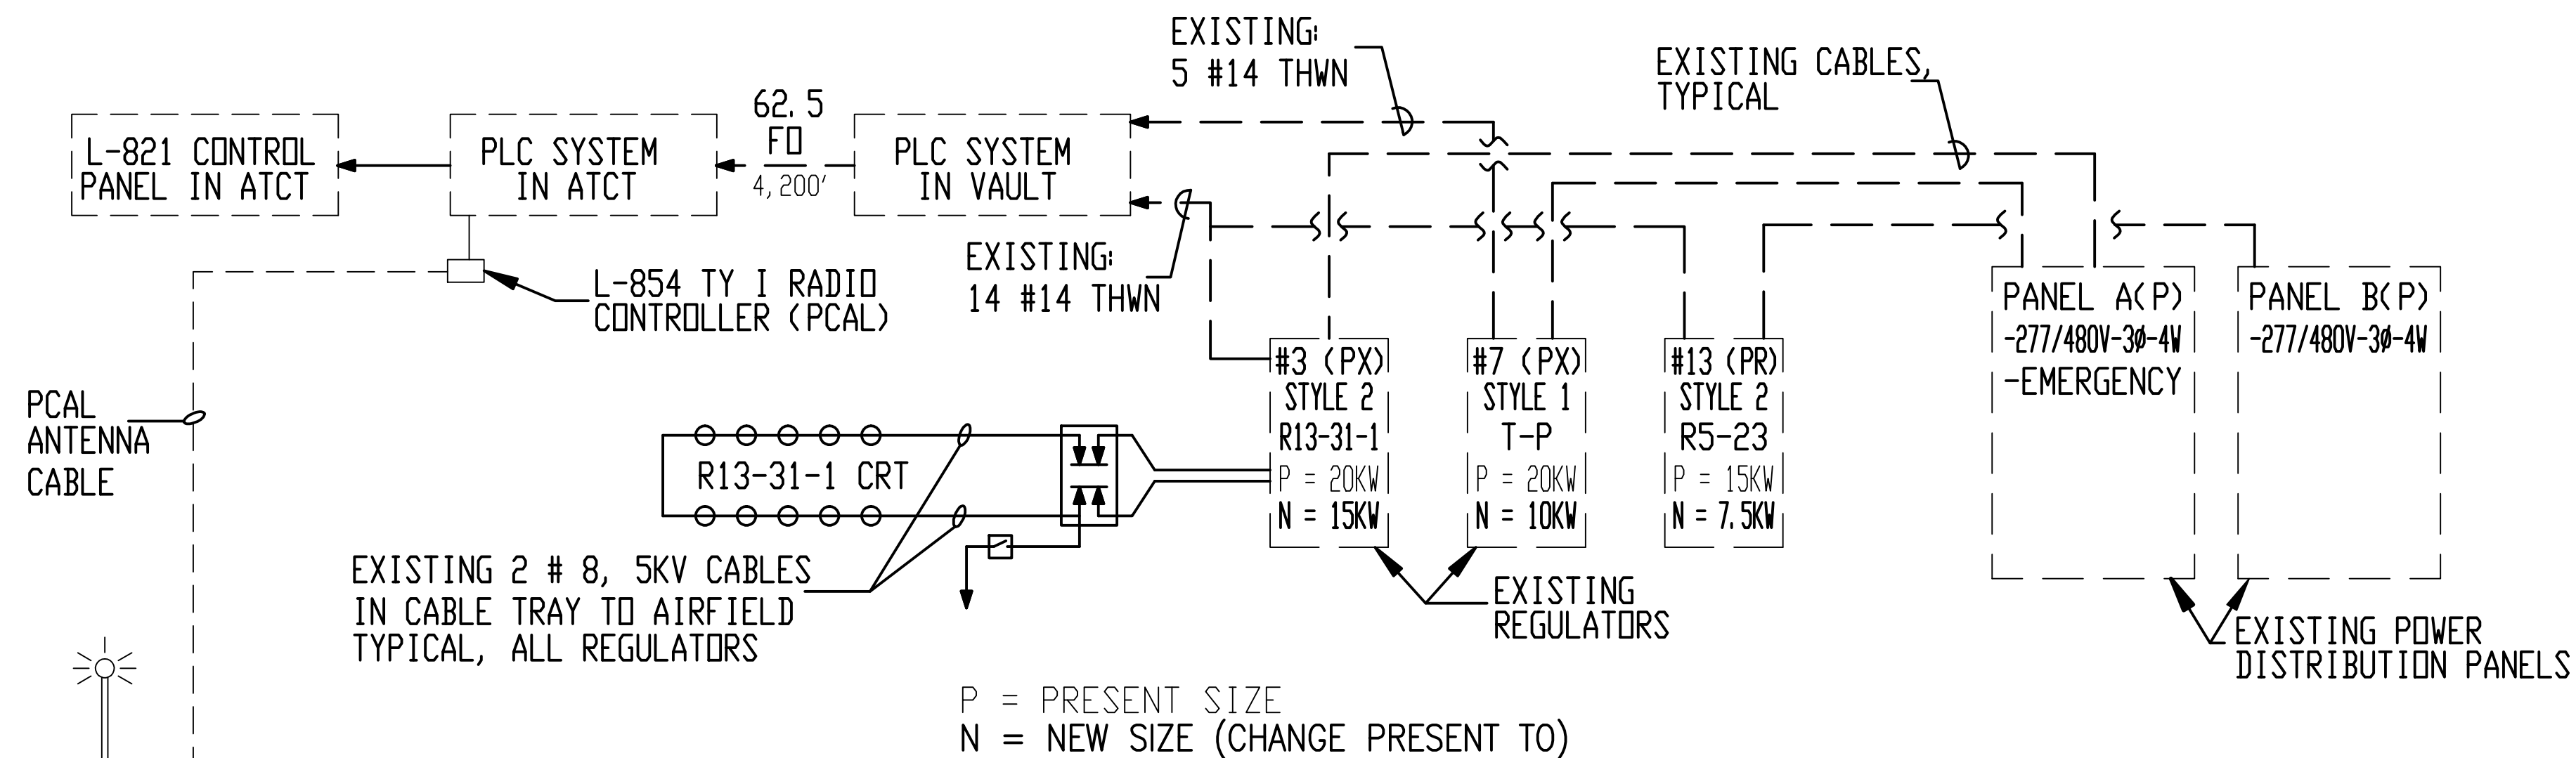 EXISTING:
5 #14 THWN
EXISTING CABLES,
TYPICAL
L-821 CONTROL
PANEL IN ATCT
PLC SYSTEM
IN ATCT
62.5
FO
4,200'
PLC SYSTEM
IN VAULT
EXISTING:
14 #14 THWN
L-854 TY I RADIO
CONTROLLER (PCAL)
PCAL
ANTENNA
CABLE
R13-31-1 CRT
#3 (PX)
STYLE 2
R13-31-1
P = 20KW
N = 15KW
#7 (PX)
STYLE 1
T-P
P = 20KW
N = 10KW
#13 (PR)
STYLE 2
R5-23
P = 15KW
N = 7.5KW
PANEL A(P)
-277/480V-3Ø-4W
-EMERGENCY
PANEL B(P)
-277/480V-3Ø-4W
EXISTING 2 # 8, 5KV CABLES
IN CABLE TRAY TO AIRFIELD
TYPICAL, ALL REGULATORS
EXISTING
REGULATORS
EXISTING POWER
DISTRIBUTION PANELS
P = PRESENT SIZE
N = NEW SIZE (CHANGE PRESENT TO)